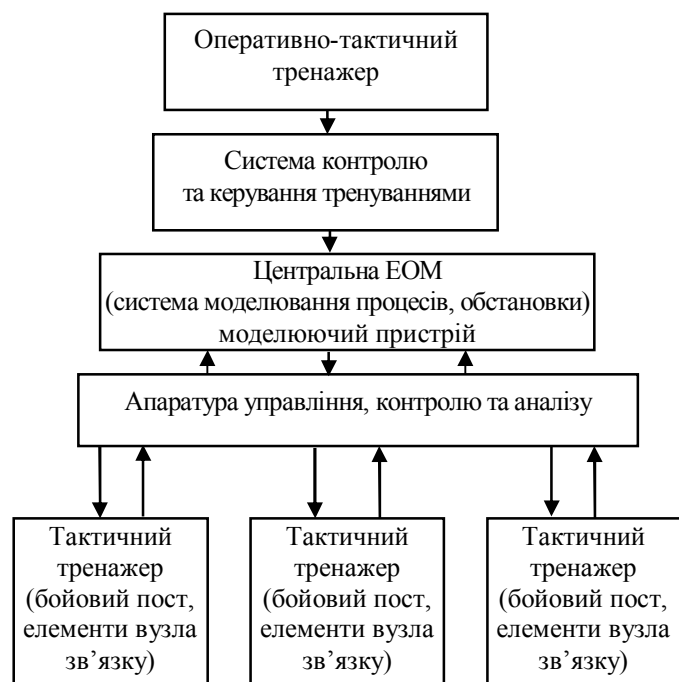 Оперативно-тактичний
тренажер
Система контролю
та керування тренуваннями
Центральна ЕОМ
(система моделювання процесів, обстановки)
моделюючий пристрій
Апаратура управління, контролю та аналізу
Тактичний
тренажер
(бойовий пост,
елементи вузла
зв’язку)
Тактичний
тренажер
(бойовий пост,
елементи вузла
зв’язку)
Тактичний
тренажер
(бойовий пост,
елементи вузла
зв’язку)